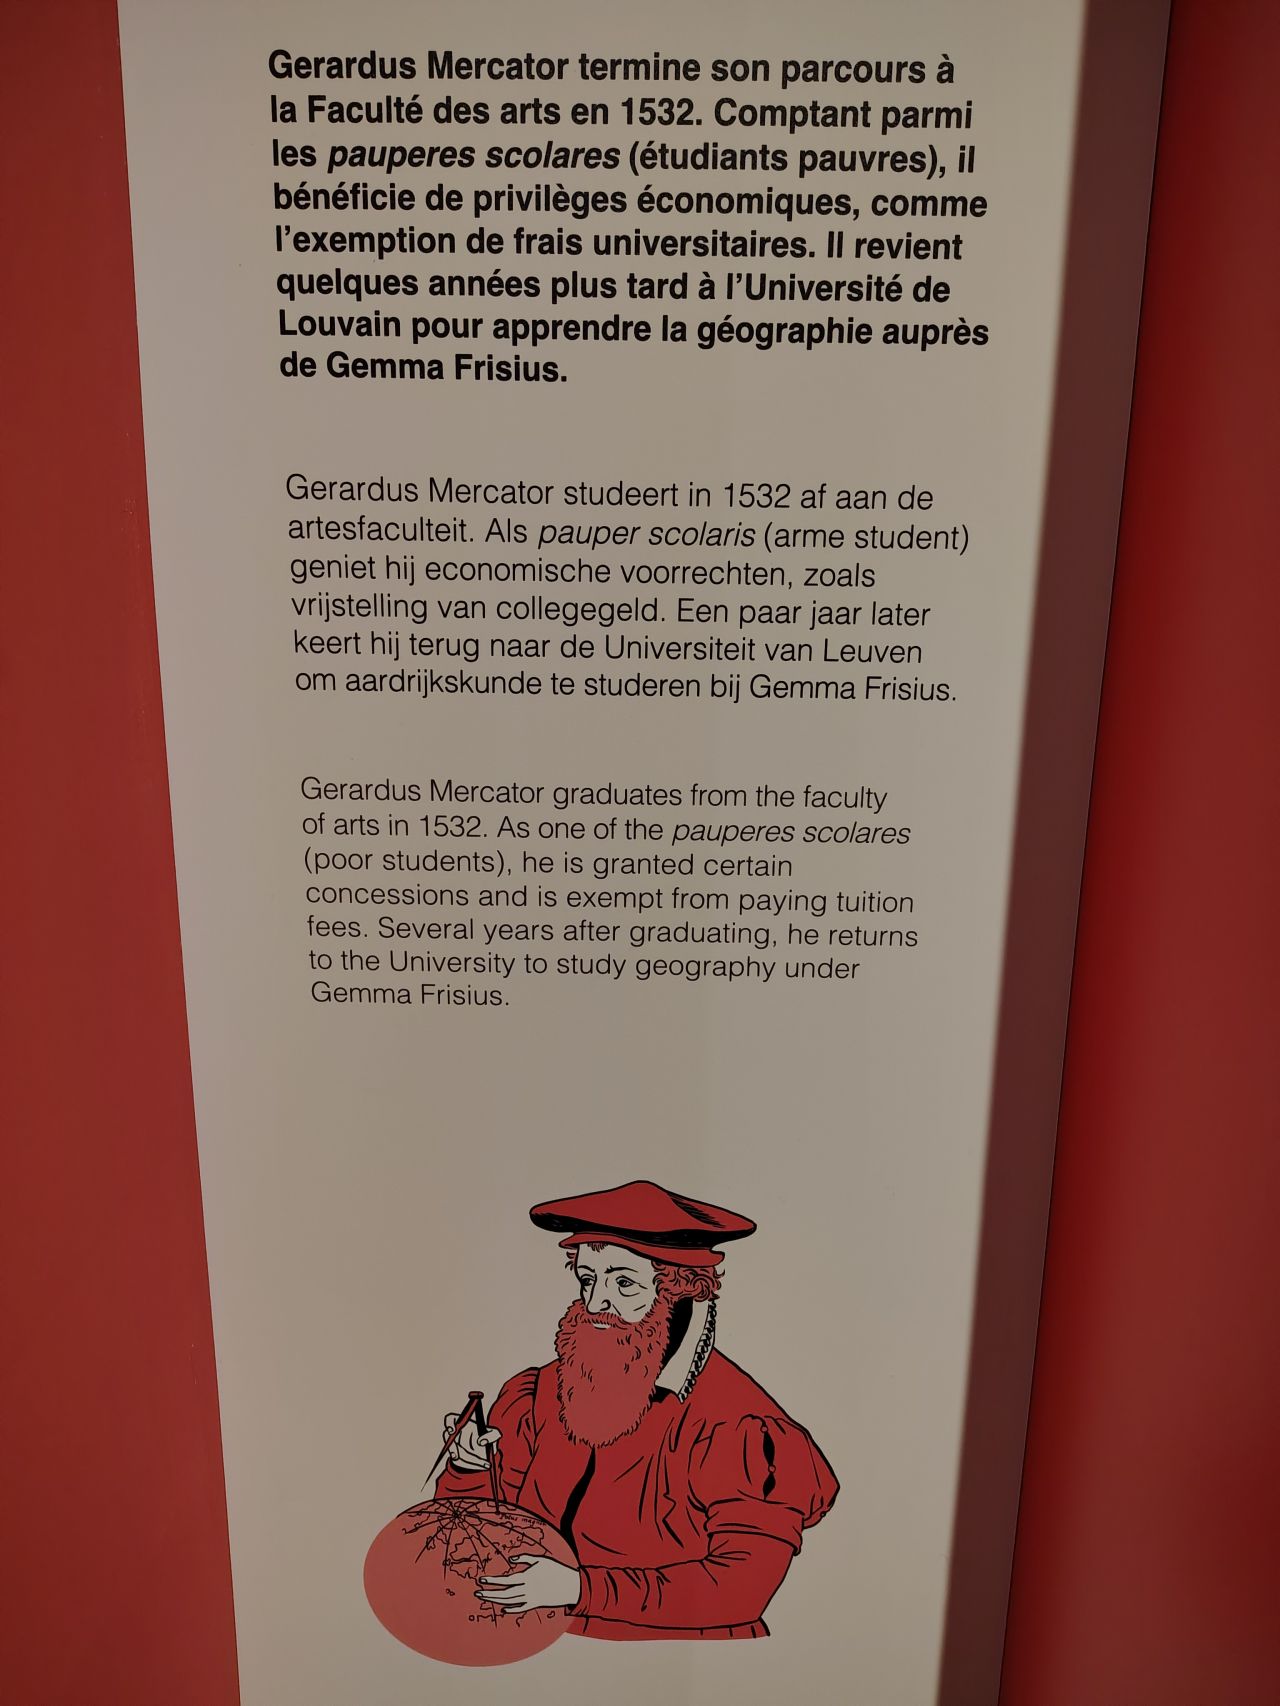 Gerardus Mercator termine son parcours à
la Faculté des arts en 1532. Comptant parmi
les pauperes scolares (étudiants pauvres), il
bénéficie de privilèges économiques, comme
l'exemption de frais universitaires. Il revient
quelques années plus tard à l'Université de
Louvain pour apprendre la géographie auprès
de Gemma Frisius.
Gerardus Mercator studeert in 1532 af aan de
artesfaculteit. Als pauper scolaris (arme student)
geniet hij economische voorrechten, zoals
vrijstelling van collegegeld. Een paar jaar later
keert hij terug naar de Universiteit van Leuven
om aardrijkskunde te studeren bij Gemma Frisius.
Gerardus Mercator graduates from the faculty
of arts in 1532. As one of the pauperes scolares
(poor students), he is granted certain
concessions and is exempt from paying tuition
fees. Several years after graduating, he returns
to the University to study geography under
Gemma Frisius.